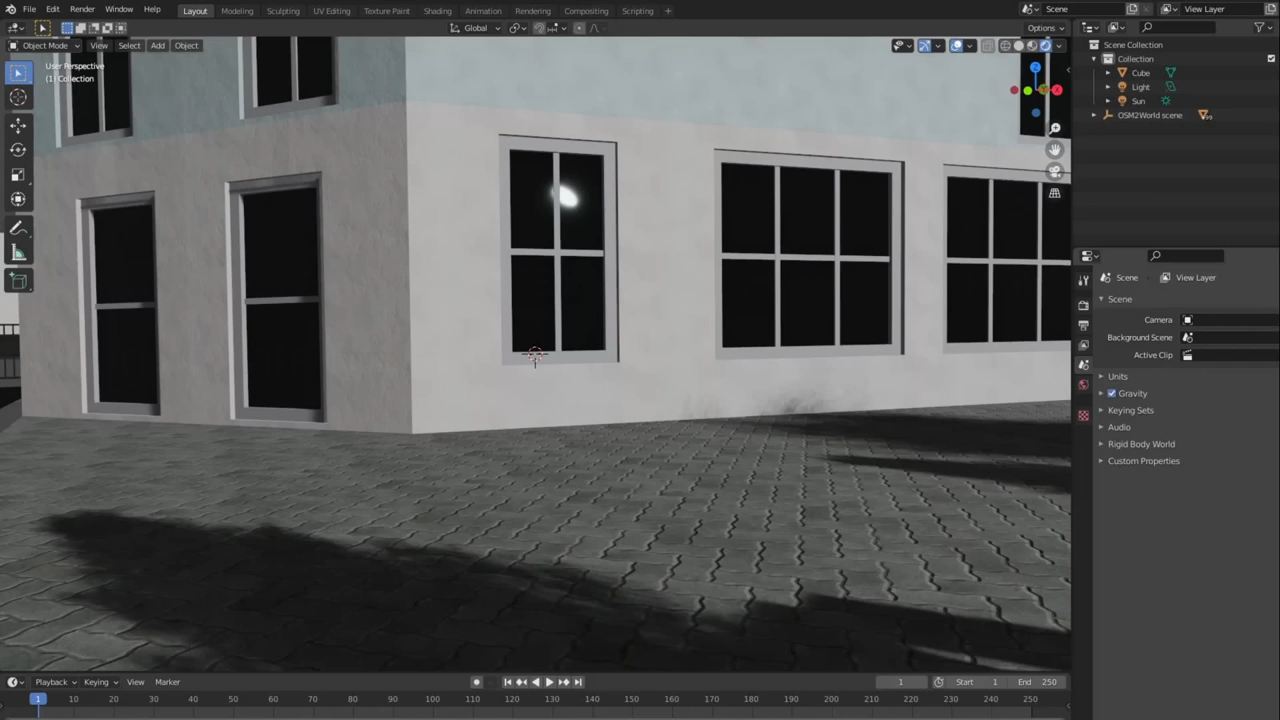 File Edit Render Window Help Layout Modeling Sculpting UV Editing Texture Paint Shading Animation Rendering Compositing Scripting + Scene View Layer
Global Options
Object Mode View Select Add Object
User Perspective
(1) Collection
Z
X
Scene Collection
Collection
Cube
Light
Sun
OSM2World scene
Scene View Layer
Scene
Camera
Background Scene
Active Clip
Units
Gravity
Keying Sets
Audio
Rigid Body World
Custom Properties
Playback Keying View Marker 1 Start 1 End 250
1 10 20 30 40 50 60 70 80 90 100 110 120 130 140 150 160 170 180 190 200 210 220 230 240 250